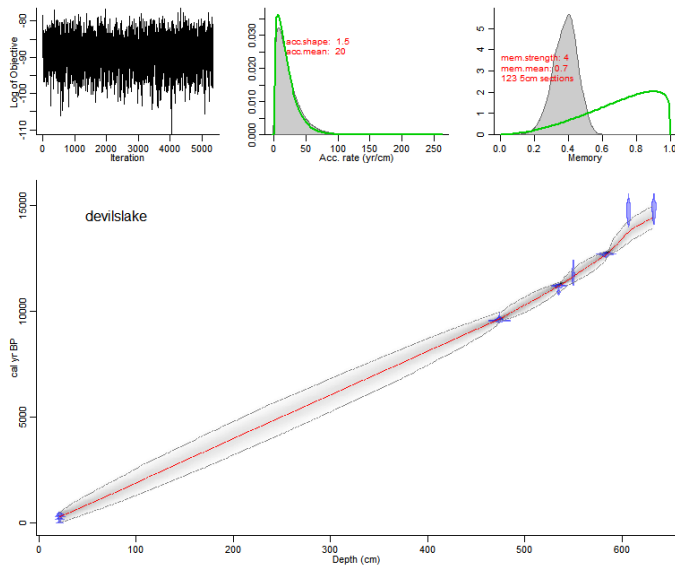 Log of Objective
-110 -100 -90 -80
0 1000 2000 3000 4000 5000
Iteration
0.000 0.010 0.020 0.030
acc.shape: 1.5
acc.mean: 20
0 50 100 150 200 250
Acc. rate (yr/cm)
0 1 2 3 4 5
mem.strength: 4
mem.mean: 0.7
123 5cm sections
0.0 0.2 0.4 0.6 0.8 1.0
Memory
devilslake
cal yr BP
0 5000 10000 15000
0 100 200 300 400 500 600
Depth (cm)